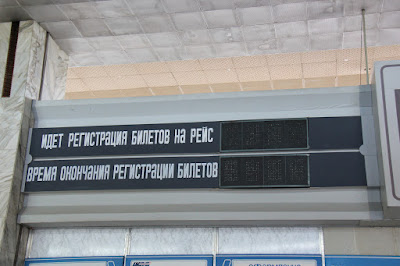 ИДЕТ РЕГИСТРАЦИЯ БИЛЕТОВ НА РЕЙС
ВРЕМЯ ОКОНЧАНИЯ РЕГИСТРАЦИИ БИЛЕТОВ